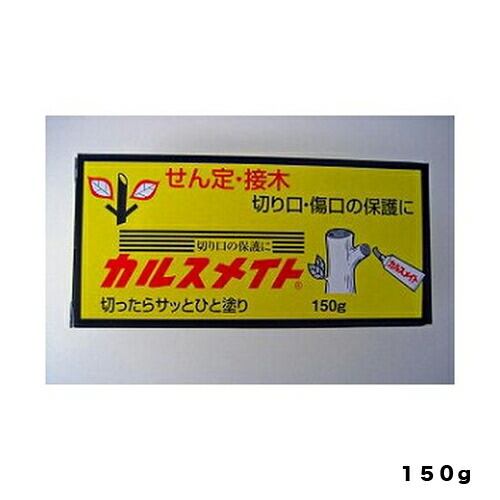 せん定・接木
切り口・傷口の保護に
切り口の保護に
カルスメイト®
カルスメイト
切ったらサッとひと塗り
150g
150g